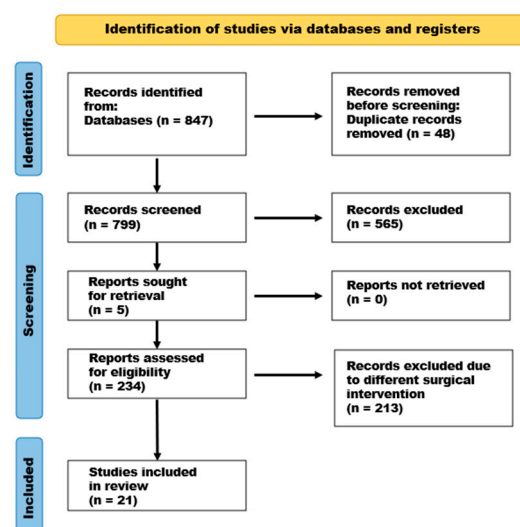 Identification of studies via databases and registers
Identification
Records identified
from:
Databases (n = 847)
Records removed
before screening:
Duplicate records
removed (n = 48)
Screening
Records screened
(n = 799)
Records excluded
(n = 565)
Reports sought
for retrieval
(n = 5)
Reports not retrieved
(n = 0)
Reports assessed
for eligibility
(n = 234)
Records excluded due
to different surgical
intervention
(n = 213)
Included
Studies included
in review
(n = 21)